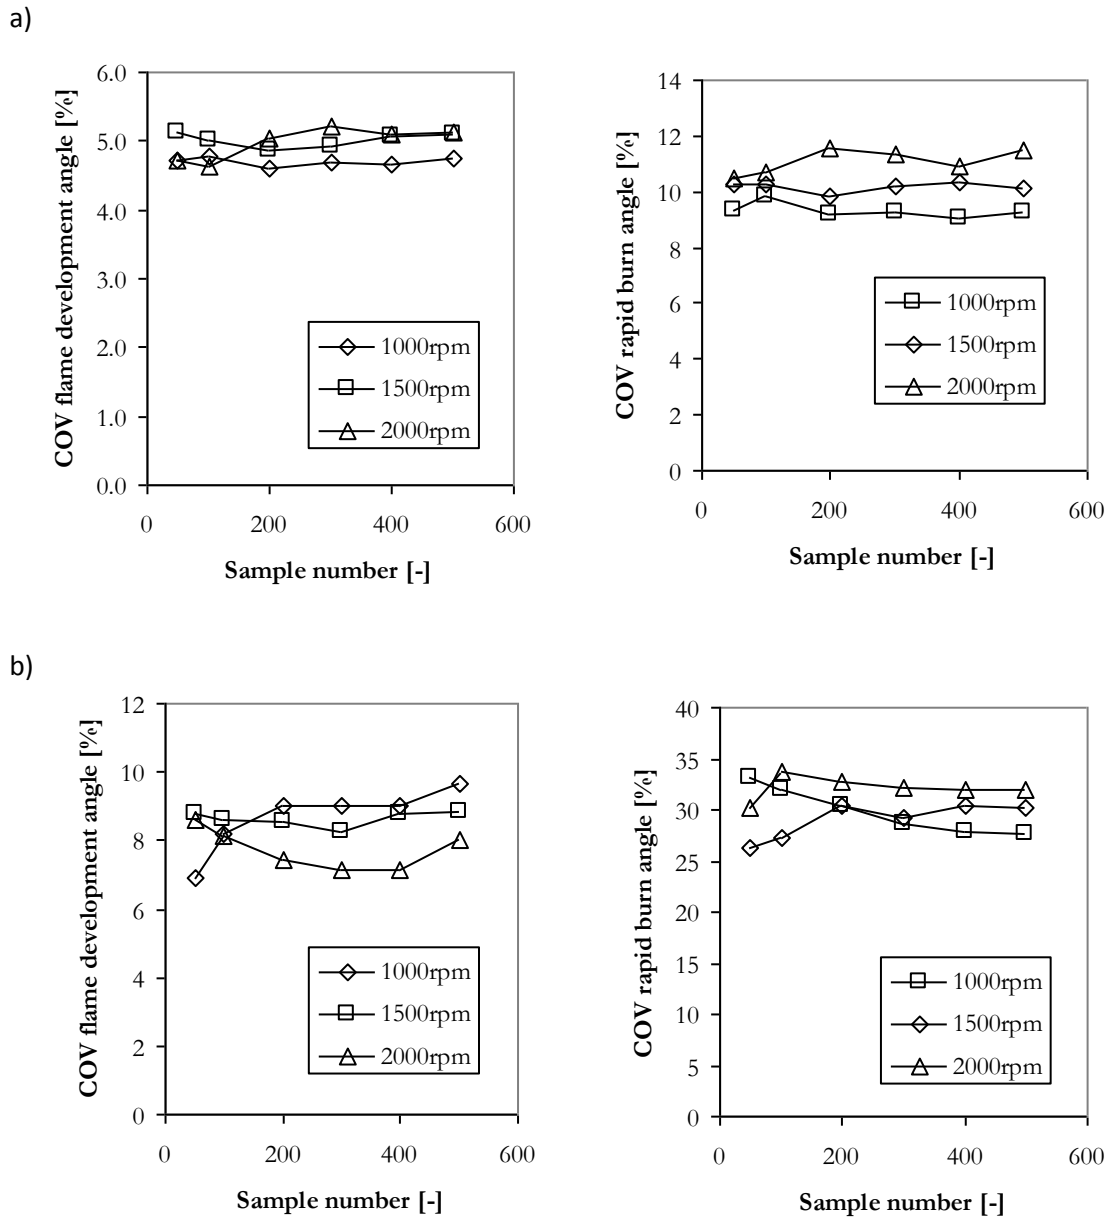 a)
COV flame development angle [%]
6.0
5.0
4.0
3.0
2.0
1.0
0.0
1000rpm
1500rpm
2000rpm
0 200 400 600
Sample number [-]
COV rapid burn angle [%]
14
12
10
8
6
4
2
0
1000rpm
1500rpm
2000rpm
0 200 400 600
Sample number [-]
b)
COV flame development angle [%]
12
10
8
6
4
2
0
1000rpm
1500rpm
2000rpm
0 200 400 600
Sample number [-]
COV rapid burn angle [%]
40
35
30
25
20
15
10
5
0
1000rpm
1500rpm
2000rpm
0 200 400 600
Sample number [-]